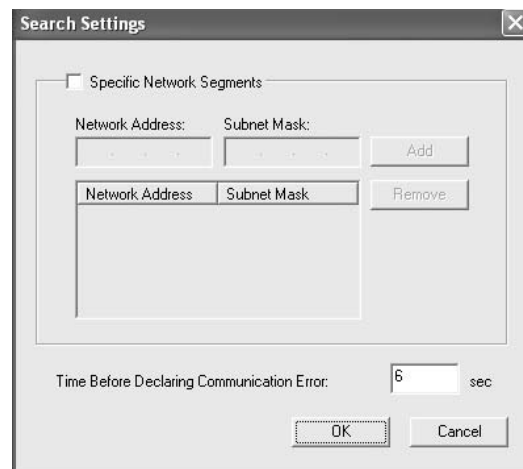 Search Settings
Specific Network Segments
Network Address: Subnet Mask:
Add
Network Address Subnet Mask
Remove
Time Before Declaring Communication Error: 6 sec
OK Cancel